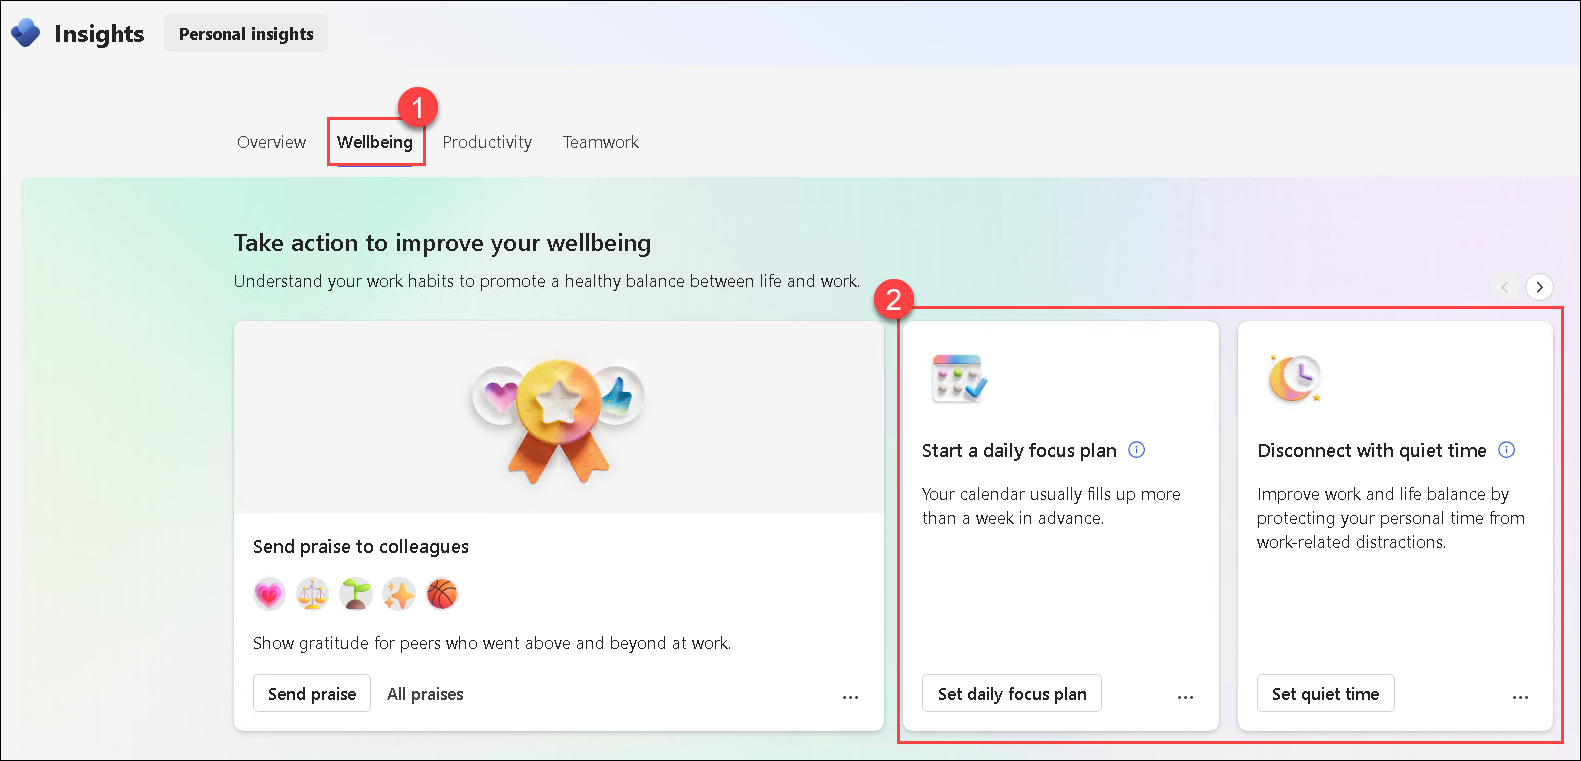 Insights
Personal insights
1
Overview
Wellbeing
Productivity
Teamwork
Take action to improve your wellbeing
Understand your work habits to promote a healthy balance between life and work.
2
Send praise to colleagues
Show gratitude for peers who went above and beyond at work.
Send praise
All praises
...
Start a daily focus plan
Your calendar usually fills up more
than a week in advance.
Set daily focus plan
...
Disconnect with quiet time
Improve work and life balance by
protecting your personal time from
work-related distractions.
Set quiet time
...